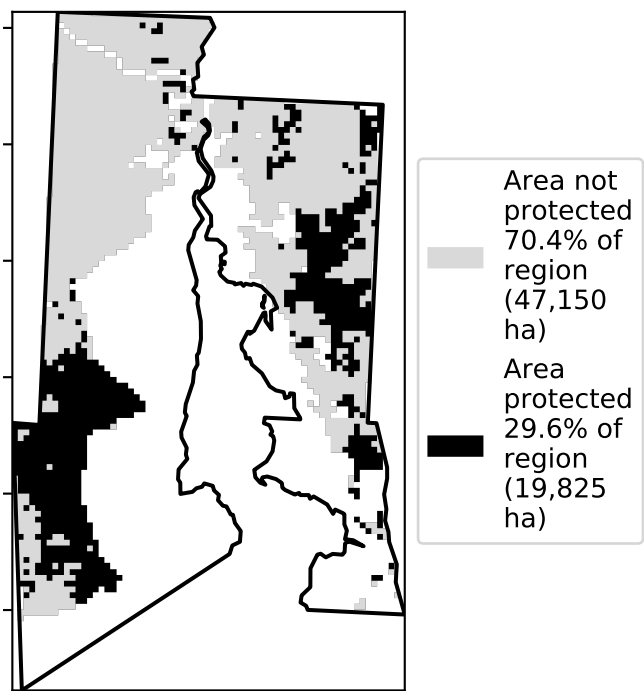 Area not
protected
70.4% of
region
(47,150
ha)
Area
protected
29.6% of
region
(19,825
ha)